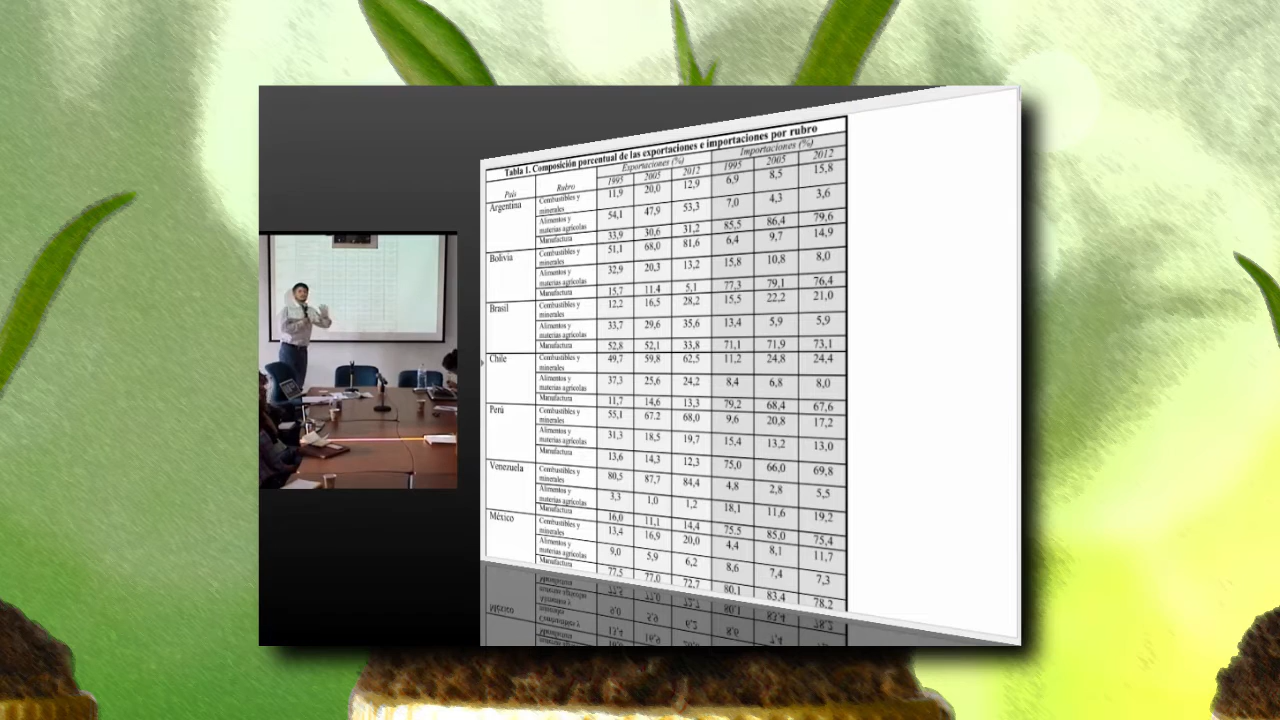 Tabla 1. Composición porcentual de las exportaciones e importaciones por rubro
Exportaciones (%) Importaciones (%)
País Rubro 1995 2005 2012 1995 2005 2012
Argentina Combustibles y minerales 11,9 20,0 12,9 6,9 8,5 15,8
Alimentos y materias agrícolas 54,1 47,9 53,3 7,0 4,3 3,6
Manufactura 33,9 30,6 31,2 85,5 86,4 79,6
Bolivia Combustibles y minerales 51,1 68,0 81,6 6,4 9,7 14,9
Alimentos y materias agrícolas 32,9 20,3 13,2 15,8 10,8 8,0
Manufactura 15,7 11,4 5,1 77,3 79,1 76,4
Brasil Combustibles y minerales 12,2 16,5 28,2 15,5 22,2 21,0
Alimentos y materias agrícolas 33,7 29,6 35,6 13,4 5,9 5,9
Manufactura 52,8 52,1 33,8 71,1 71,9 73,1
Chile Combustibles y minerales 49,7 59,8 62,5 11,2 24,8 24,4
Alimentos y materias agrícolas 37,3 25,6 24,2 8,4 6,8 8,0
Manufactura 11,7 14,6 13,3 79,2 68,4 67,6
Perú Combustibles y minerales 55,1 67,2 68,0 9,6 20,8 17,2
Alimentos y materias agrícolas 31,3 18,5 19,7 15,4 13,2 13,0
Manufactura 13,6 14,3 12,3 75,0 66,0 69,8
Venezuela Combustibles y minerales 80,5 87,7 84,4 4,8 2,8 5,5
Alimentos y materias agrícolas 3,3 1,0 1,2 18,1 11,6 19,2
Manufactura 16,0 11,1 14,4 75.5 85,0 75,4
México Combustibles y minerales 13,4 16,9 20,0 4,4 8,1 11,7
Alimentos y materias agrícolas 9,0 5,9 6,2 8,6 7,4 7,3
Manufactura 77,5 77,0 72,7 80,1 83,4 78,2